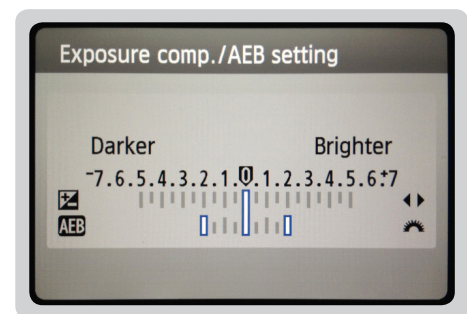 Exposure comp./AEB setting
Darker Brighter
-7.6.5.4.3.2.1.0.1.2.3.4.5.6.+7
AEB